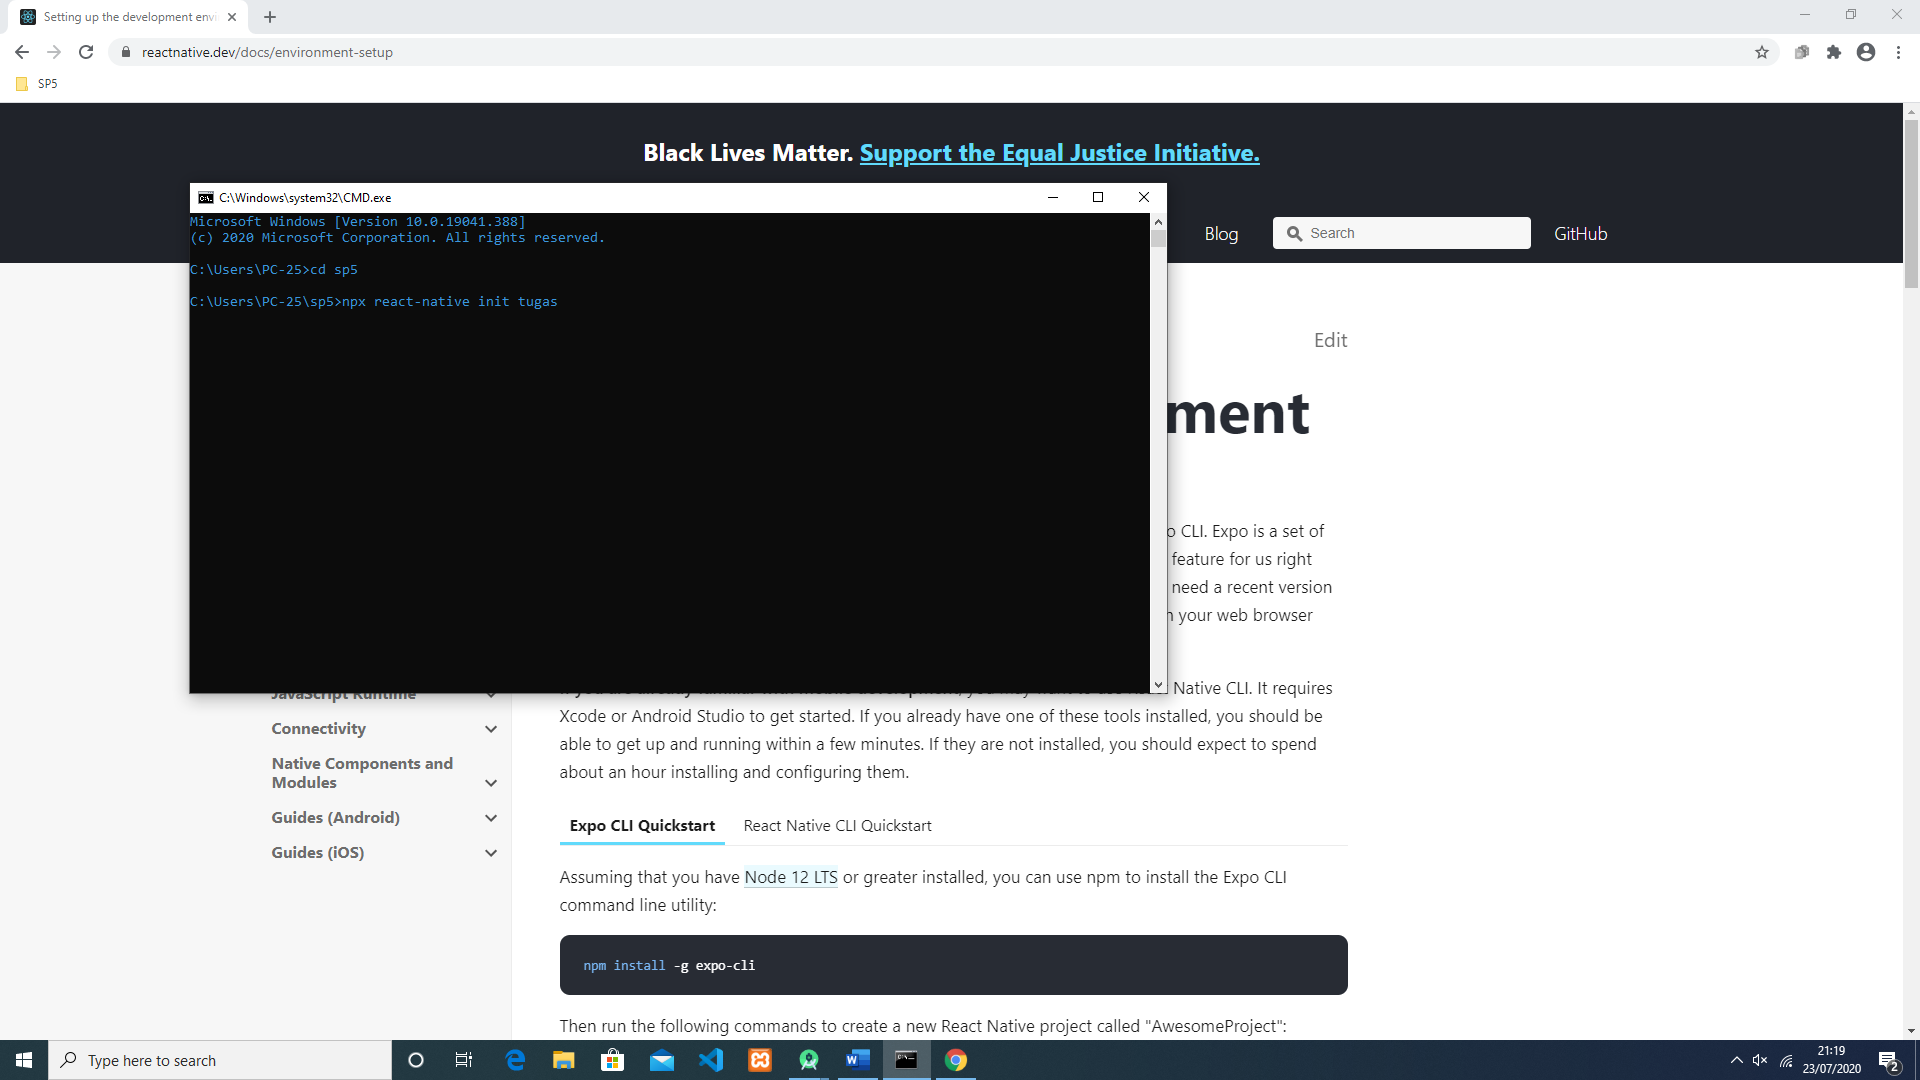 Setting up the development envi
reactnative.dev/docs/environment-setup
SP5
Black Lives Matter. Support the Equal Justice Initiative.
C:\Windows\system32\CMD.exe
Microsoft Windows [Version 10.0.19041.388]
(c) 2020 Microsoft Corporation. All rights reserved.
C:\Users\PC-25>cd sp5
C:\Users\PC-25\sp5>npx react-native init tugas
Blog
Search
GitHub
Edit
ment
CLI. Expo is a set of
feature for us right
need a recent version
your web browser
Native CLI. It requires
Xcode or Android Studio to get started. If you already have one of these tools installed, you should be
able to get up and running within a few minutes. If they are not installed, you should expect to spend
about an hour installing and configuring them.
JavaScript Runtime
Connectivity
Native Components and
Modules
Guides (Android)
Guides (iOS)
Expo CLI Quickstart
React Native CLI Quickstart
Assuming that you have Node 12 LTS or greater installed, you can use npm to install the Expo CLI
command line utility:
npm install -g expo-cli
Then run the following commands to create a new React Native project called "AwesomeProject":
Type here to search
21:19
23/07/2020
2